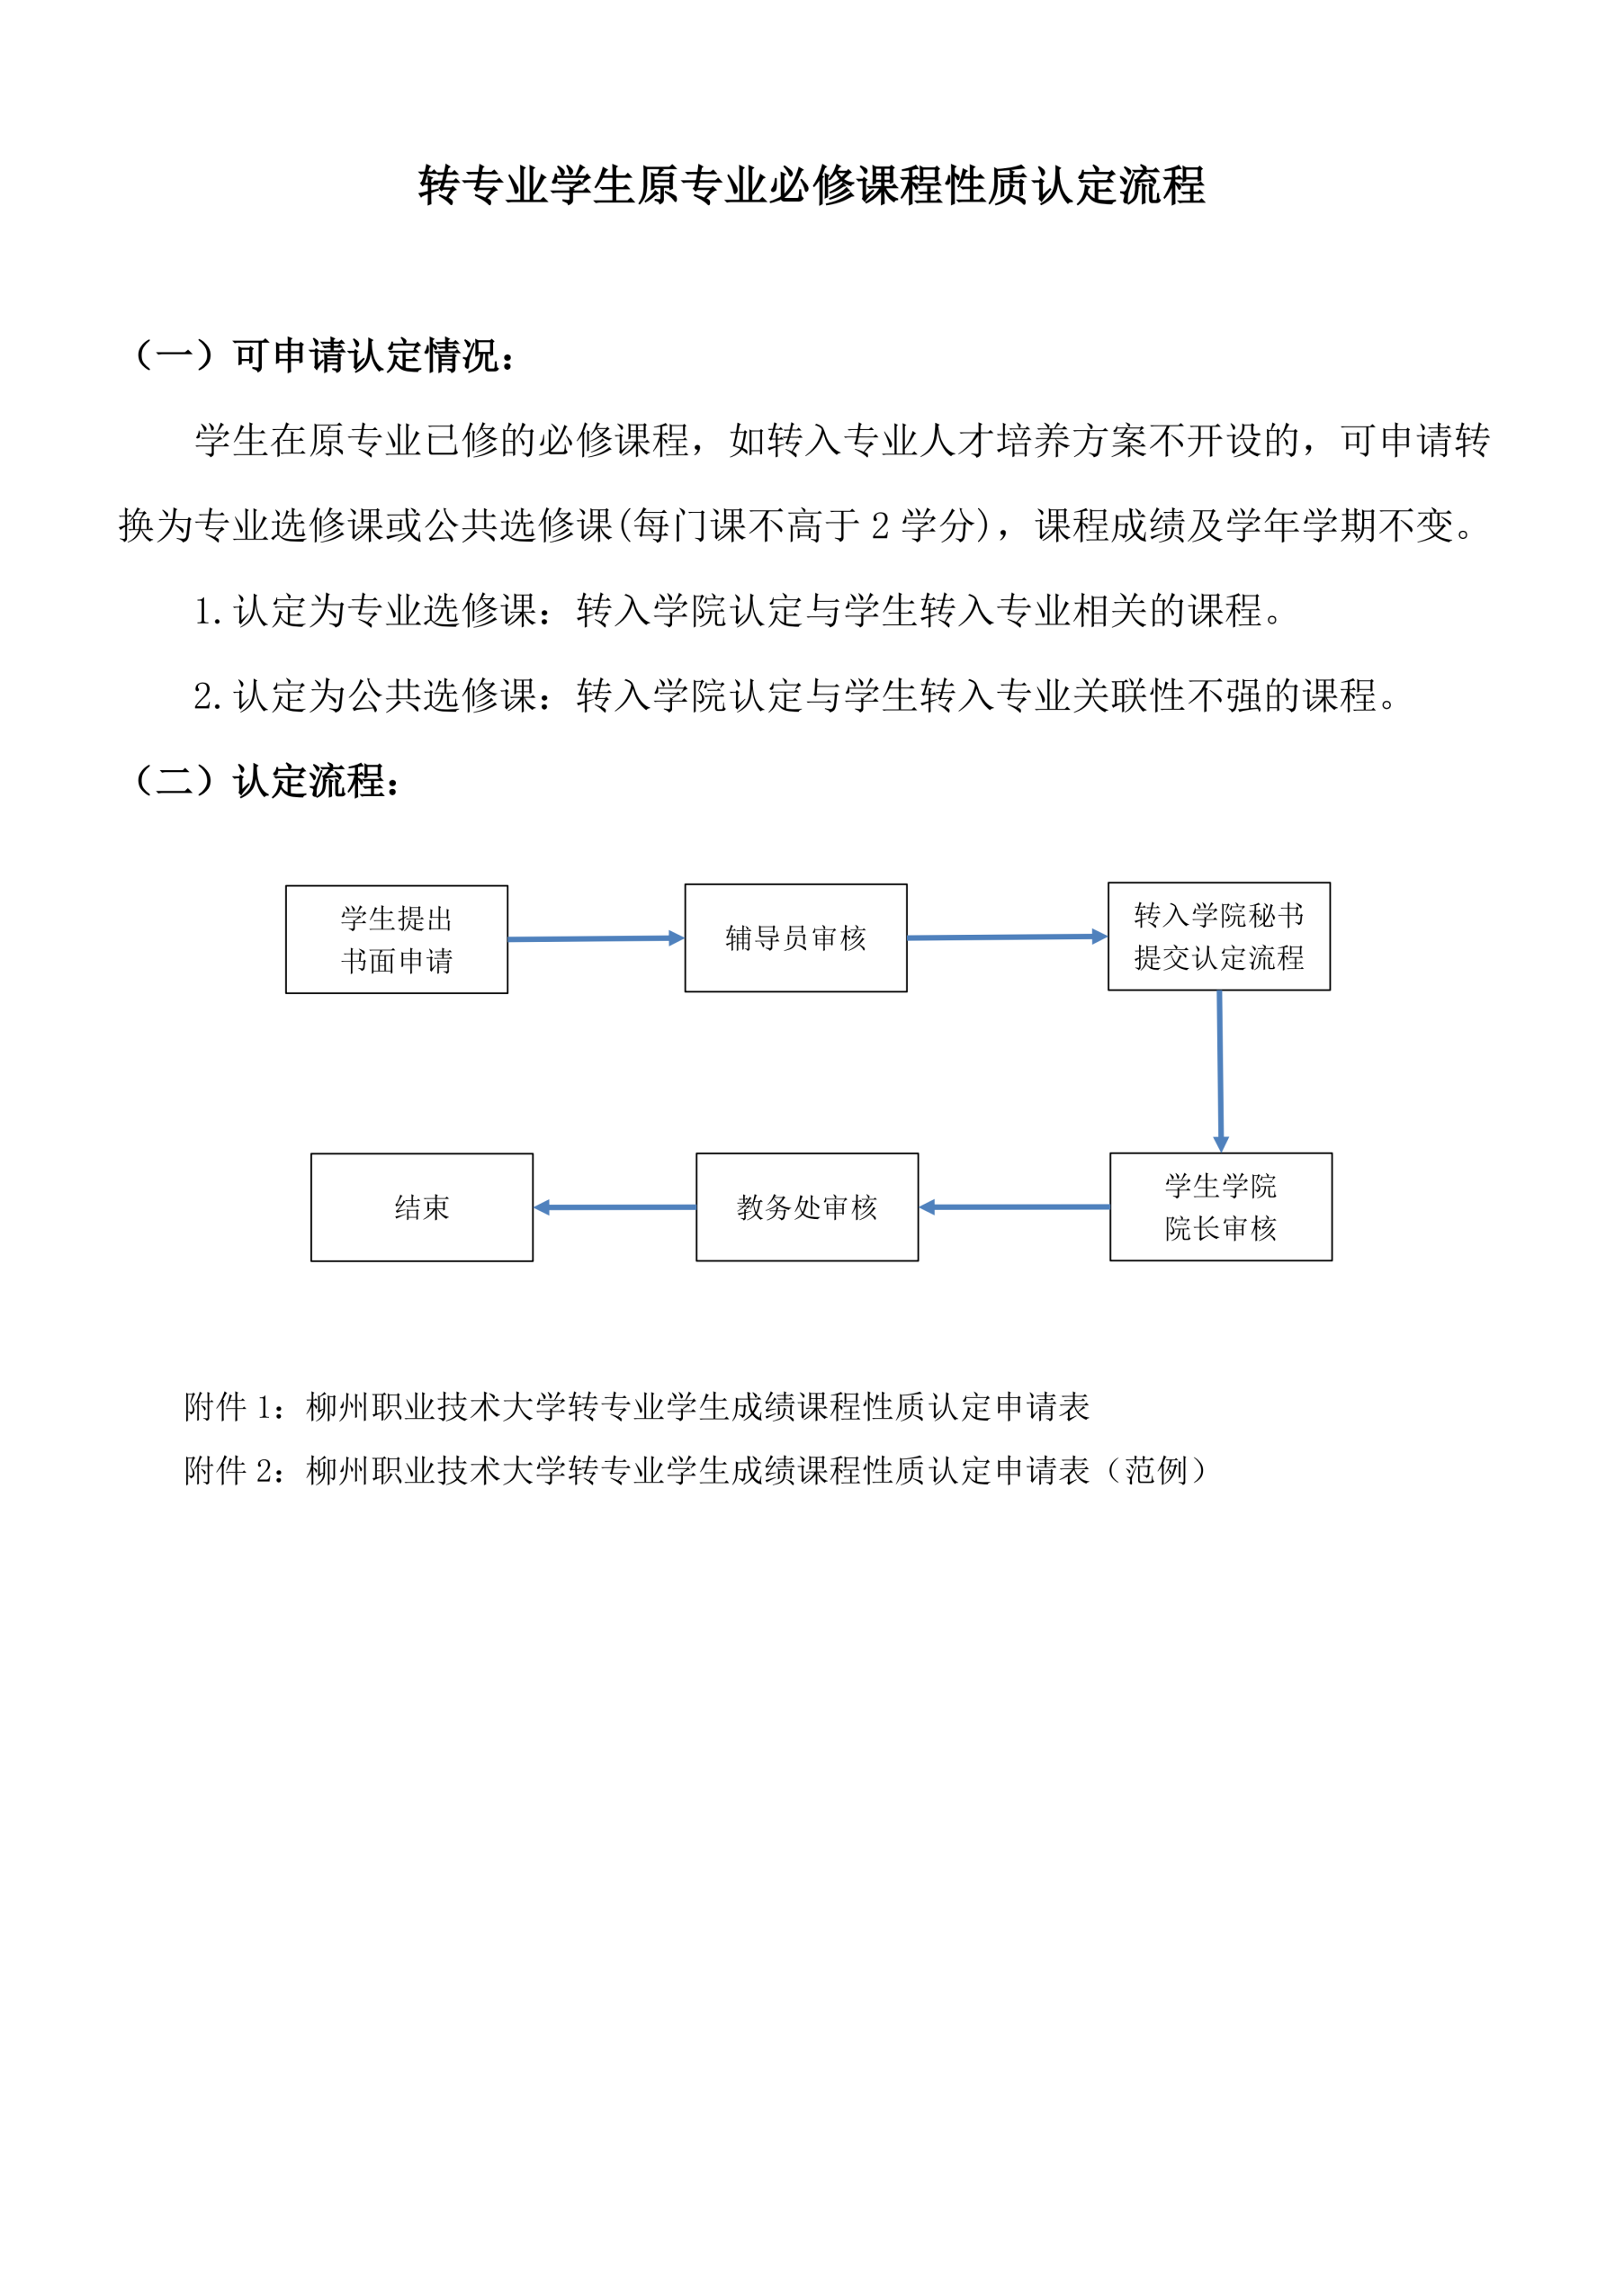 转专业学生原专业必修课程性质认定流程
（一）可申请认定情况：
学生在原专业已修的必修课程，如转入专业人才培养方案不开设的，可申请转
换为专业选修课或公共选修课(每门课不高于 2 学分)，课程成绩及学年学期不变。
1.认定为专业选修课：转入学院认定与学生转入专业相关的课程。
2.认定为公共选修课：转入学院认定与学生转入专业关联性不强的课程。
（二）认定流程：
学生提出
书面申请
辅导员审核
转入学院秘书
提交认定流程
学生学院
院长审核
教务处审核
结束
附件 1：柳州职业技术大学转专业学生成绩课程性质认定申请表
附件 2：柳州职业技术大学转专业学生成绩课程性质认定申请表（范例）